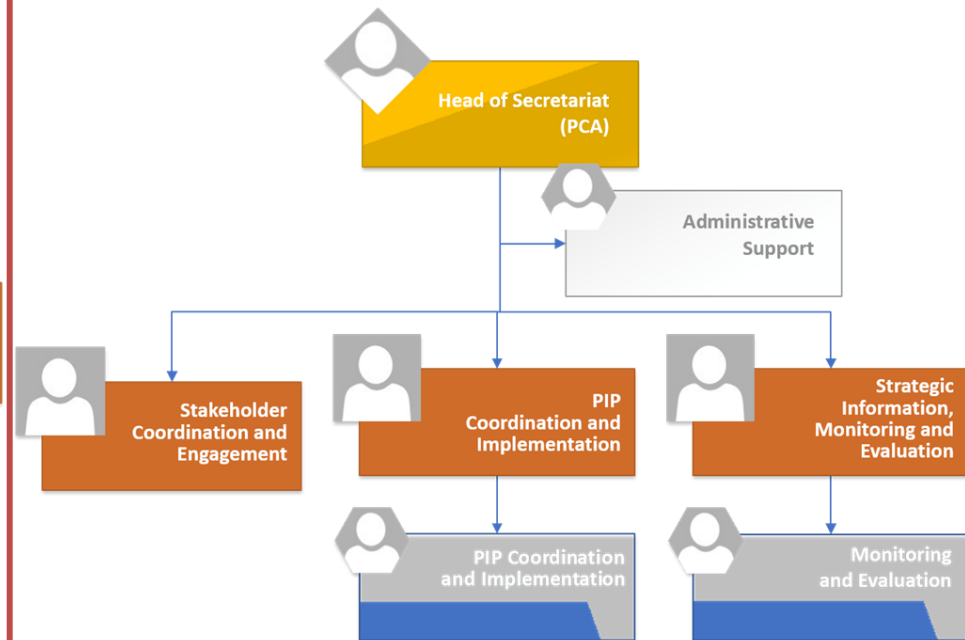 Head of Secretariat
(PCA)
Administrative
Support
Stakeholder
Coordination and
Engagement
PIP
Coordination and
Implementation
Strategic
Information,
Monitoring and
Evaluation
PIP Coordination
and Implementation
Monitoring
and Evaluation